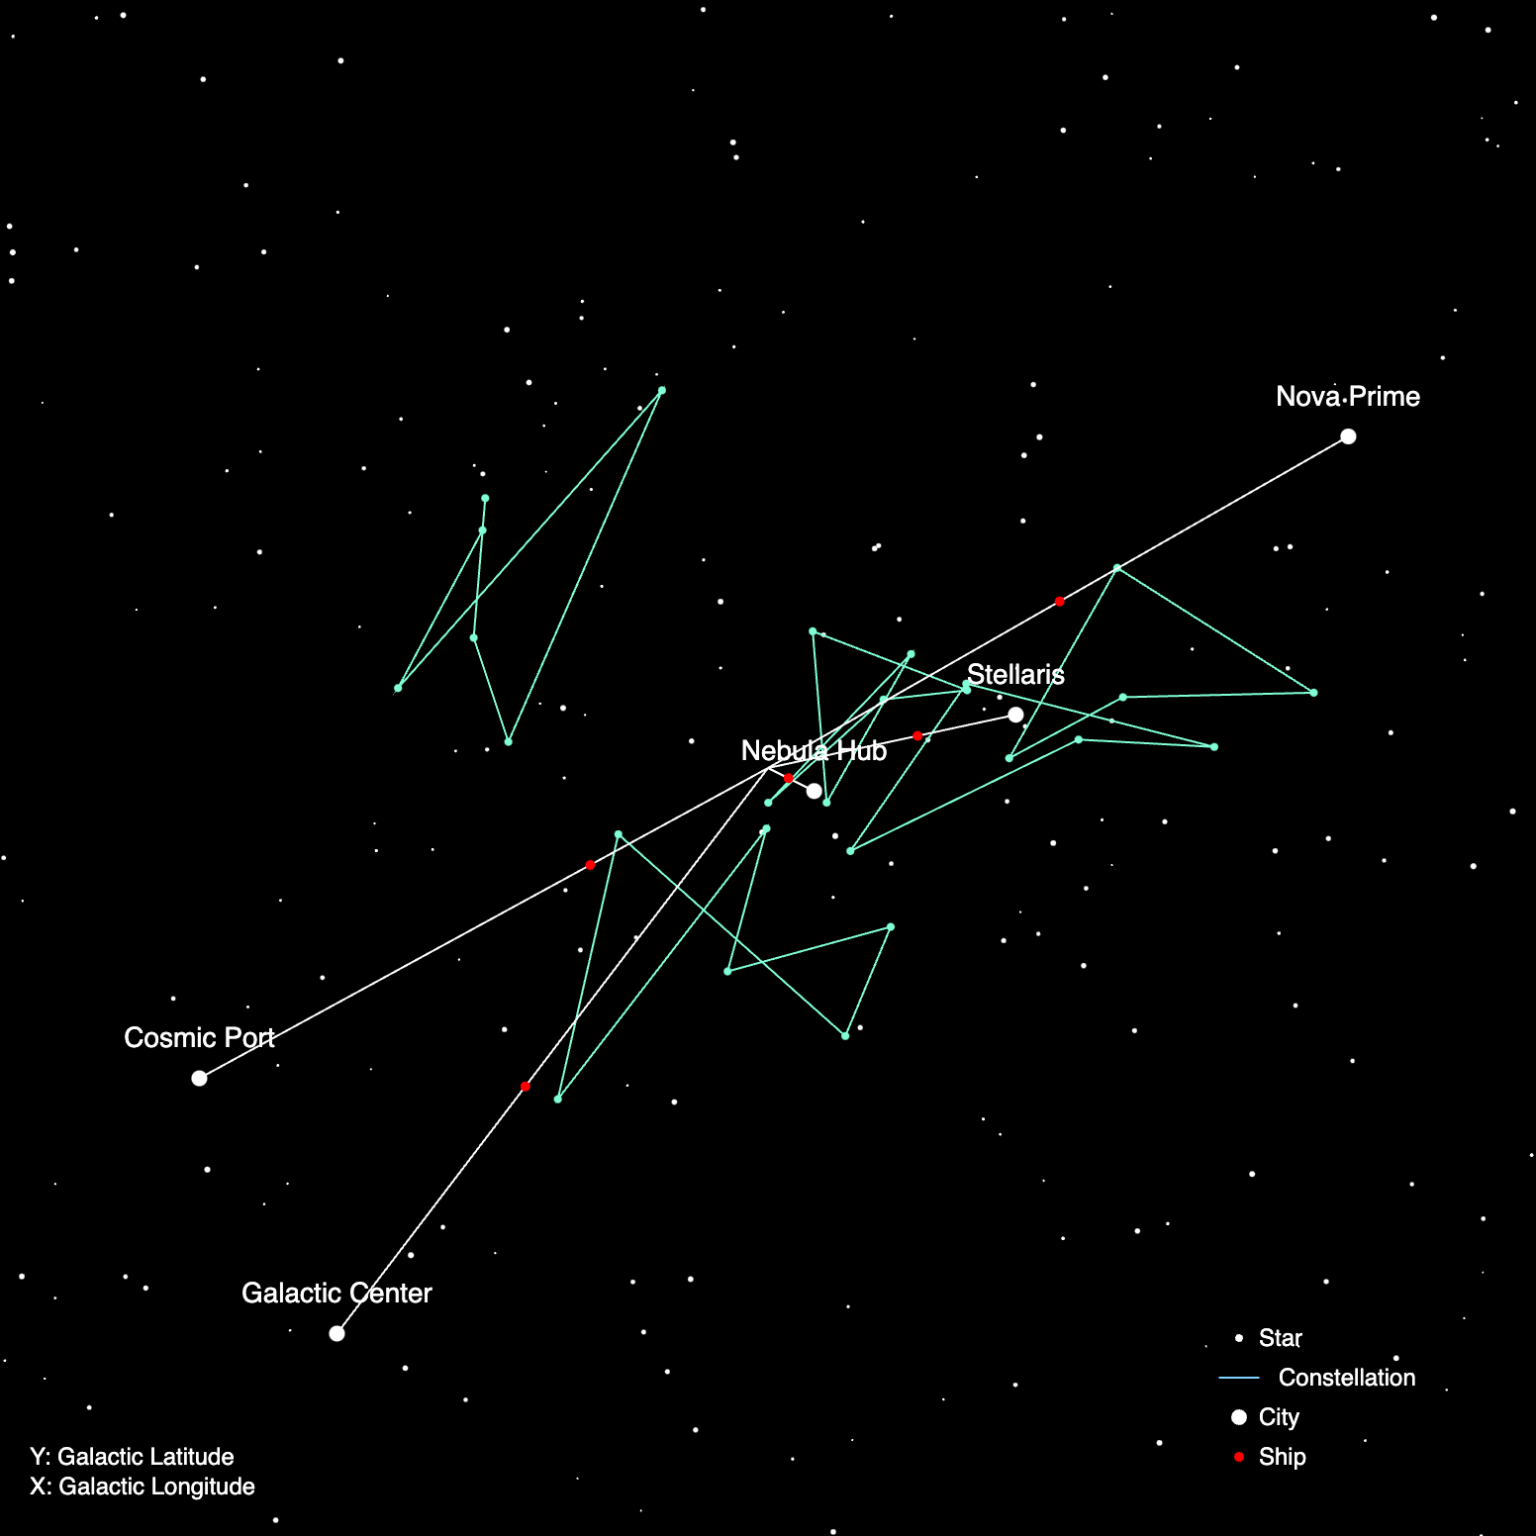 Nova Prime
Stellaris
Nebula Hub
Cosmic Port
Galactic Center
Star
Constellation
City
Ship
Y: Galactic Latitude
X: Galactic Longitude